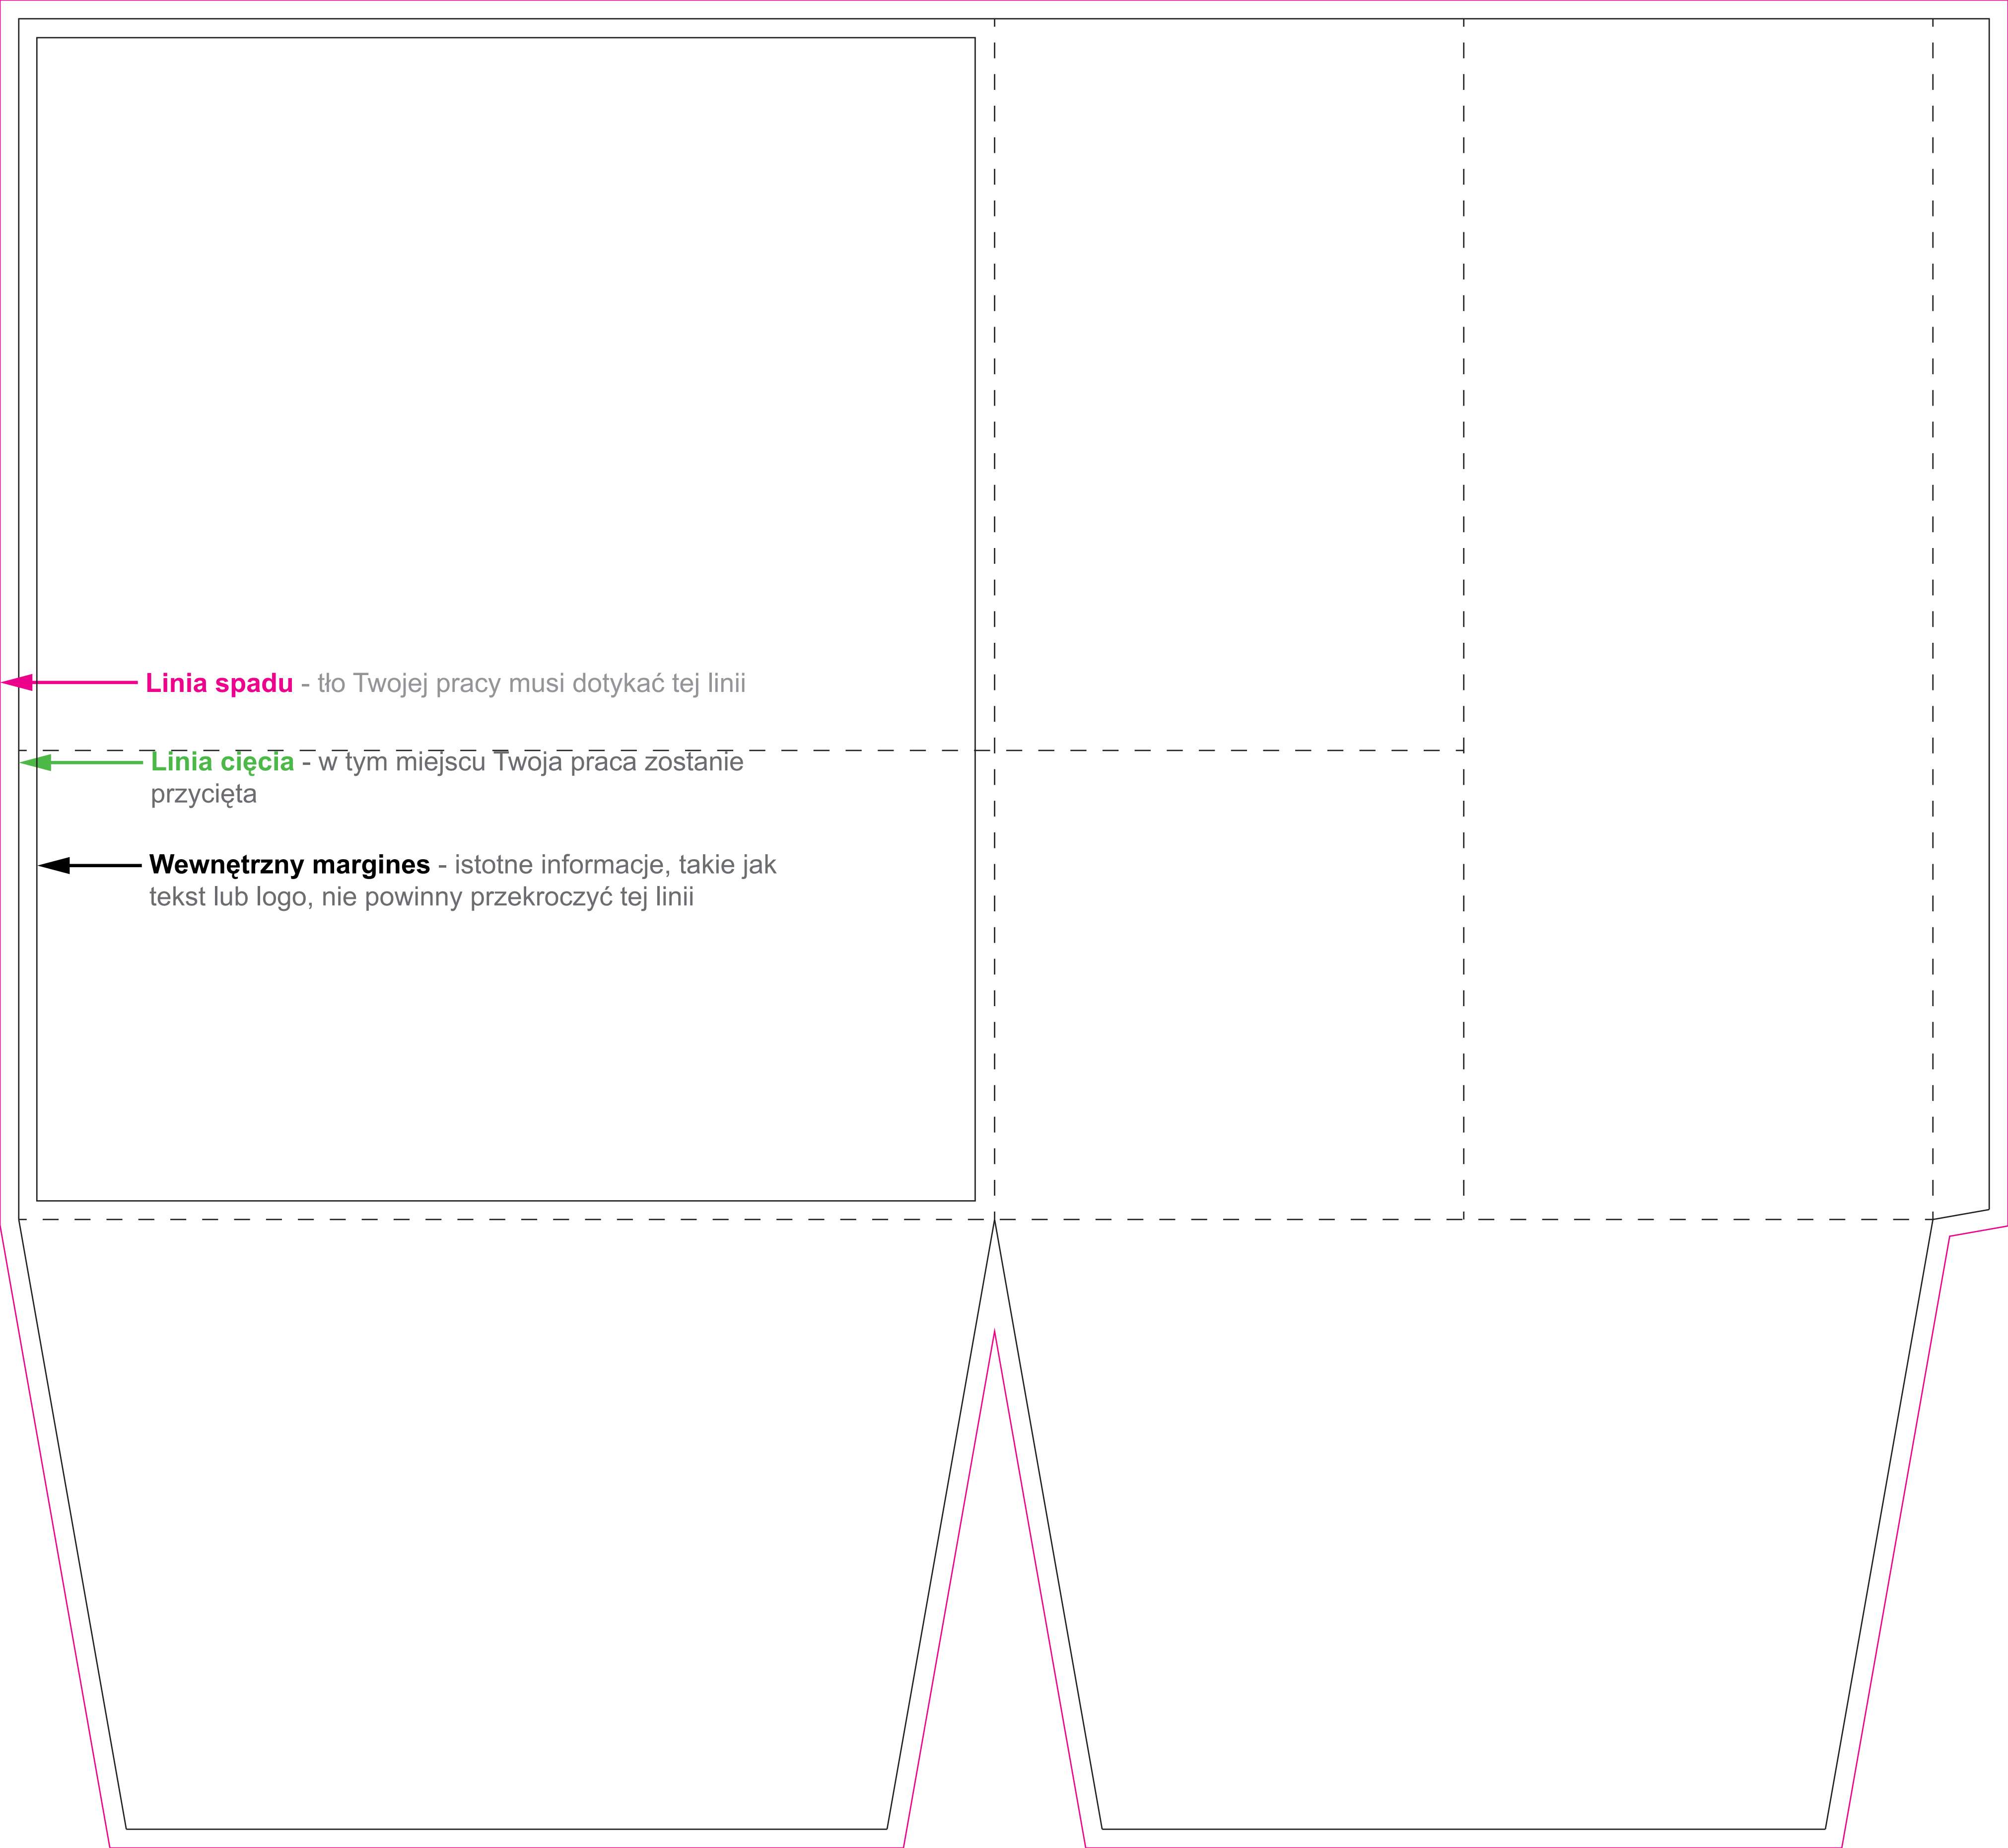 Linia spadu - tło Twojej pracy musi dotykać tej linii
Linia cięcia - w tym miejscu Twoja praca zostanie
przycięta
Wewnętrzny margines - istotne informacje, takie jak
tekst lub logo, nie powinny przekroczyć tej linii